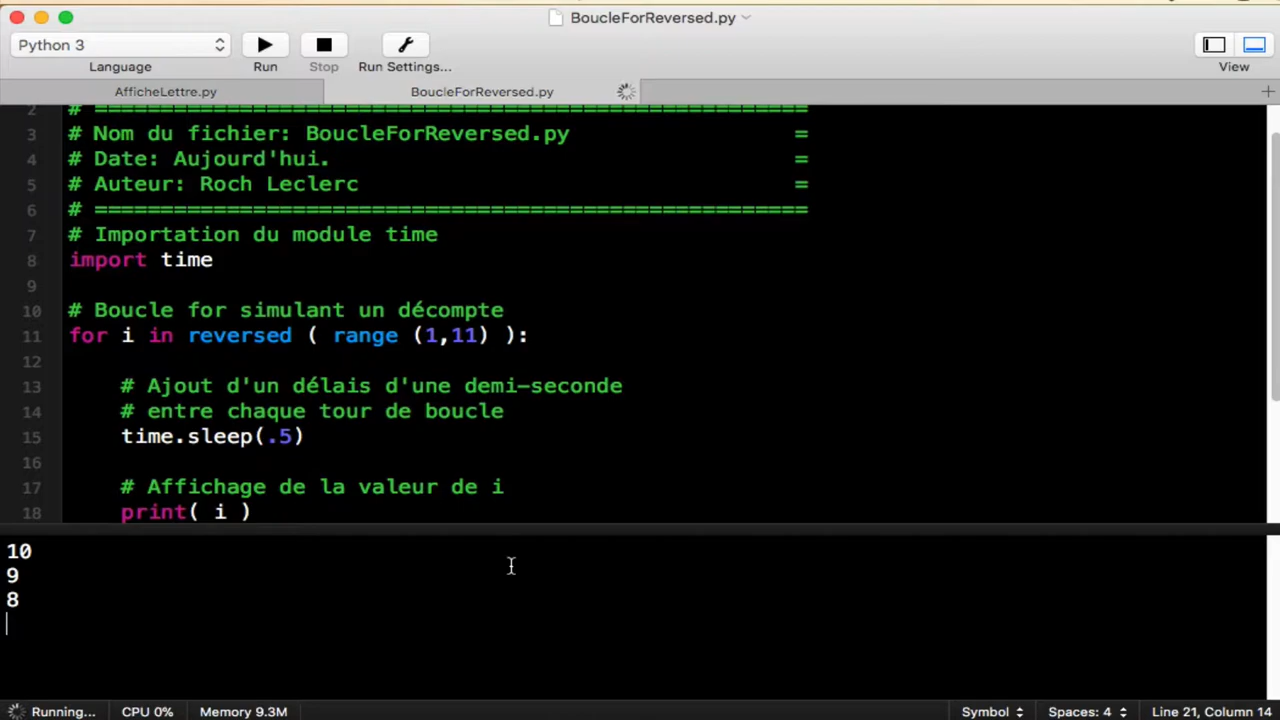 BoucleForReversed.py
Python 3
Language
Run
Stop
Run Settings...
View
AfficheLettre.py
BoucleForReversed.py
2 # ======================================================
3 # Nom du fichier: BoucleForReversed.py =
4 # Date: Aujourd'hui. =
5 # Auteur: Roch Leclerc =
6 # ======================================================
7 # Importation du module time
8 import time
9
10 # Boucle for simulant un décompte
11 for i in reversed ( range (1,11) ):
12
13 # Ajout d'un délais d'une demi-seconde
14 # entre chaque tour de boucle
15 time.sleep(.5)
16
17 # Affichage de la valeur de i
18 print( i )
10
9
8
Running... CPU 0% Memory 9.3M Symbol Spaces: 4 Line 21, Column 14